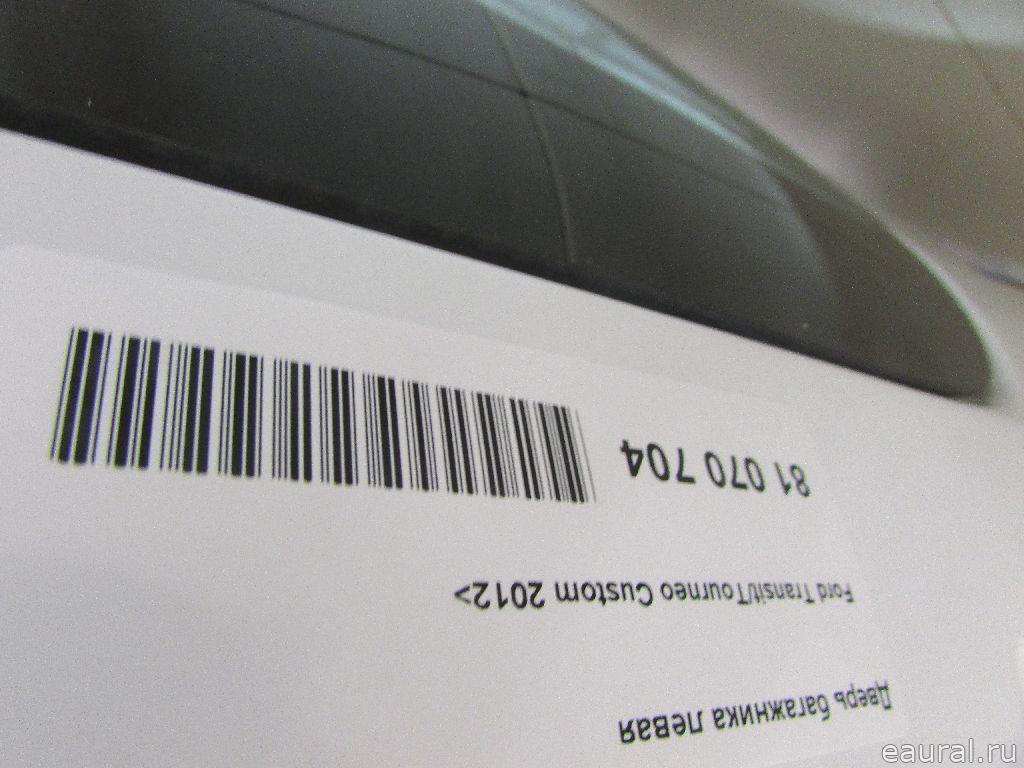 Дверь багажника левая
Ford Transit/Tourneo Custom 2012>
81 070 704
eaural.ru